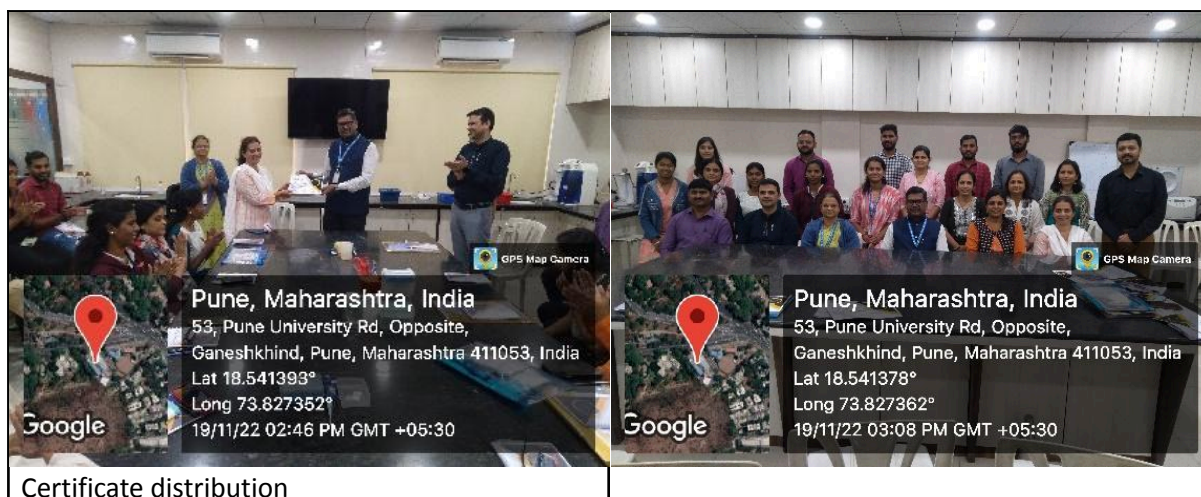 GPS Map Camera
Pune, Maharashtra, India
53, Pune University Rd, Opposite,
Ganeshkhind, Pune, Maharashtra 411053, India
Lat 18.541393°
Long 73.827352°
19/11/22 02:46 PM GMT +05:30
Google
GPS Map Camera
Pune, Maharashtra, India
53, Pune University Rd, Opposite,
Ganeshkhind, Pune, Maharashtra 411053, India
Lat 18.541378°
Long 73.827362°
19/11/22 03:08 PM GMT +05:30
Google
Certificate distribution